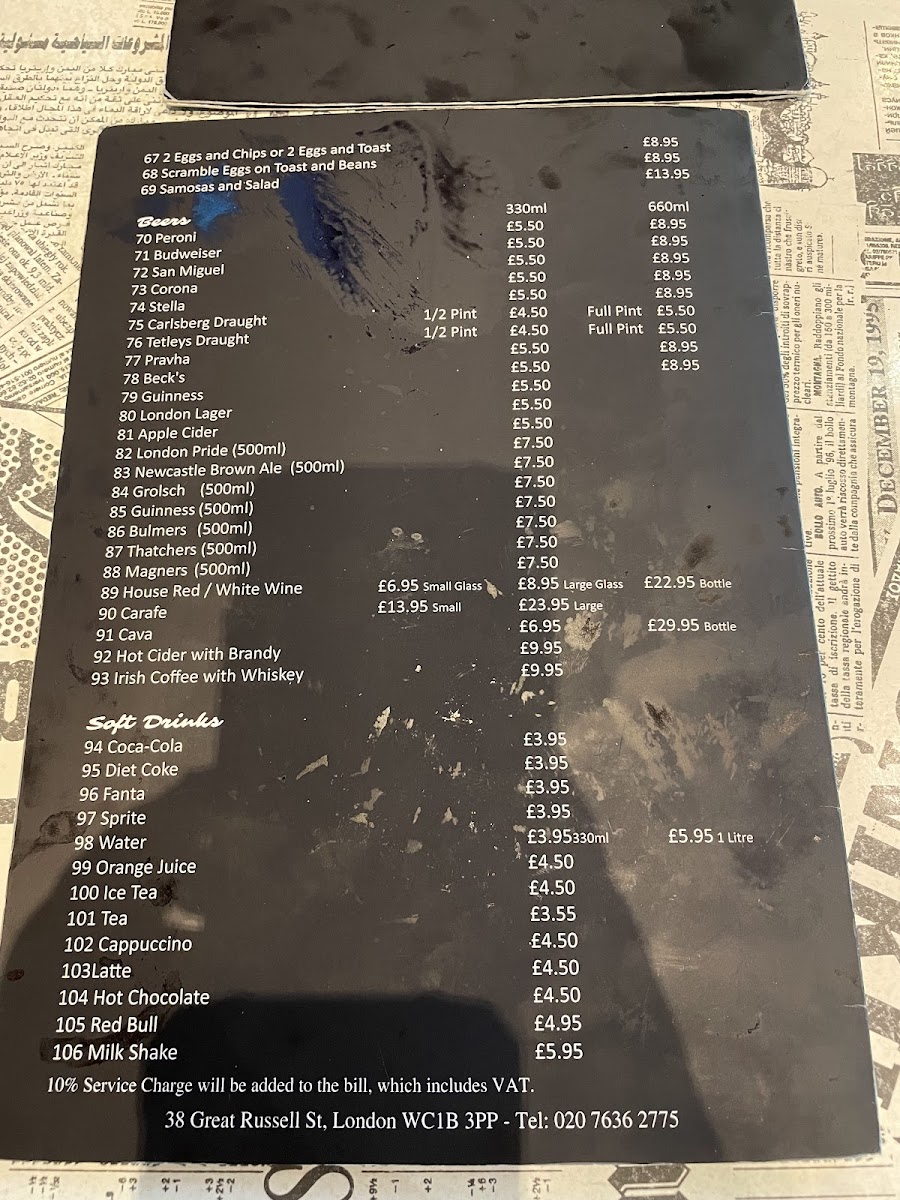 67 2 Eggs and Chips or 2 Eggs and Toast £8.95
68 Scramble Eggs on Toast and Beans £8.95
69 Samosas and Salad £13.95
Beers 330ml 660ml
70 Peroni £5.50 £8.95
71 Budweiser £5.50 £8.95
72 San Miguel £5.50 £8.95
73 Corona £5.50 £8.95
74 Stella £5.50 £8.95
75 Carlsberg Draught 1/2 Pint £4.50 Full Pint £5.50
76 Tetleys Draught 1/2 Pint £4.50 Full Pint £5.50
77 Pravha £5.50 £8.95
78 Beck's £5.50 £8.95
79 Guinness £5.50
80 London Lager £5.50
81 Apple Cider £5.50
82 London Pride (500ml) £7.50
83 Newcastle Brown Ale (500ml) £7.50
84 Grolsch (500ml) £7.50
85 Guinness (500ml) £7.50
86 Bulmers (500ml) £7.50
87 Thatchers (500ml) £7.50
88 Magners (500ml) £7.50
89 House Red / White Wine £6.95 Small Glass £8.95 Large Glass £22.95 Bottle
90 Carafe £13.95 Small £23.95 Large
91 Cava £6.95 £29.95 Bottle
92 Hot Cider with Brandy £9.95
93 Irish Coffee with Whiskey £9.95
Soft Drinks
94 Coca-Cola £3.95
95 Diet Coke £3.95
96 Fanta £3.95
97 Sprite £3.95
98 Water £3.95 330ml £5.95 1 Litre
99 Orange Juice £4.50
100 Ice Tea £4.50
101 Tea £3.55
102 Cappuccino £4.50
103Latte £4.50
104 Hot Chocolate £4.50
105 Red Bull £4.95
106 Milk Shake £5.95
10% Service Charge will be added to the bill, which includes VAT.
38 Great Russell St, London WC1B 3PP - Tel: 020 7636 2775
DECEMBER 19, 1995